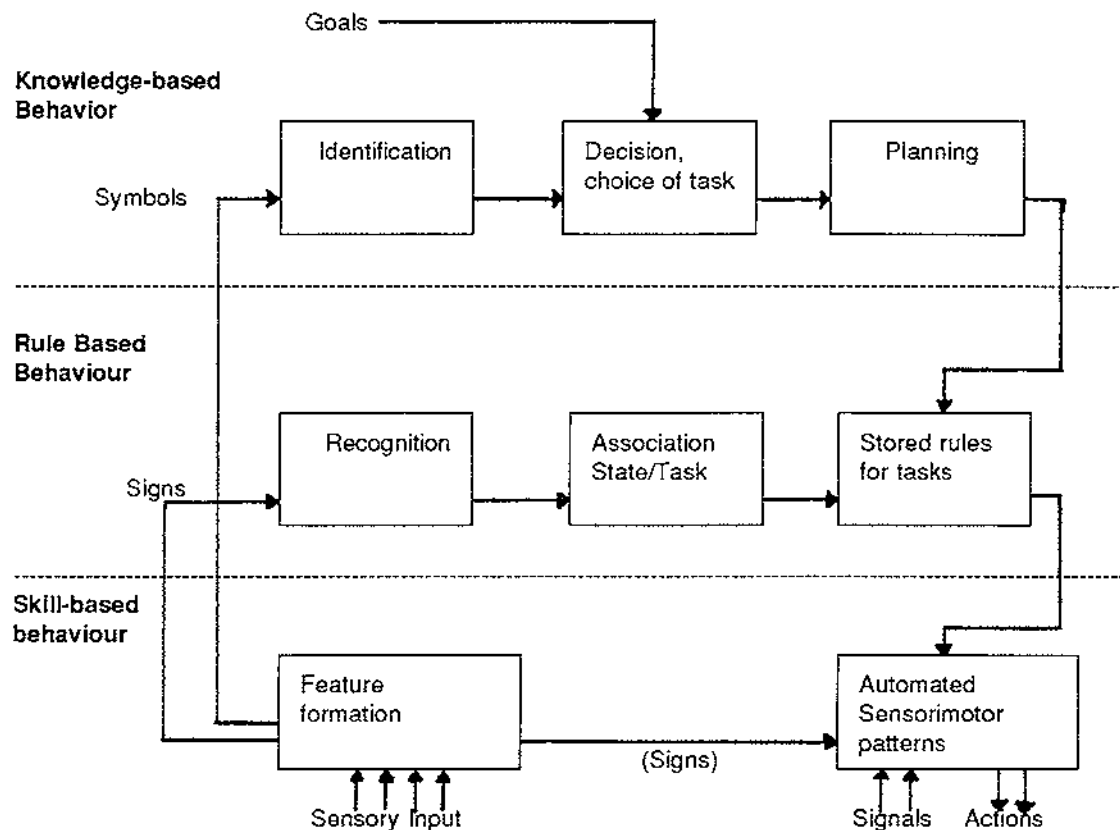 Goals
Knowledge-based
Behavior
Identification
Decision,
choice of task
Planning
Symbols
Rule Based
Behaviour
Recognition
Association
State/Task
Stored rules
for tasks
Signs
Skill-based
behaviour
Feature
formation
Automated
Sensorimotor
patterns
(Signs)
Sensory Input
Signals
Actions